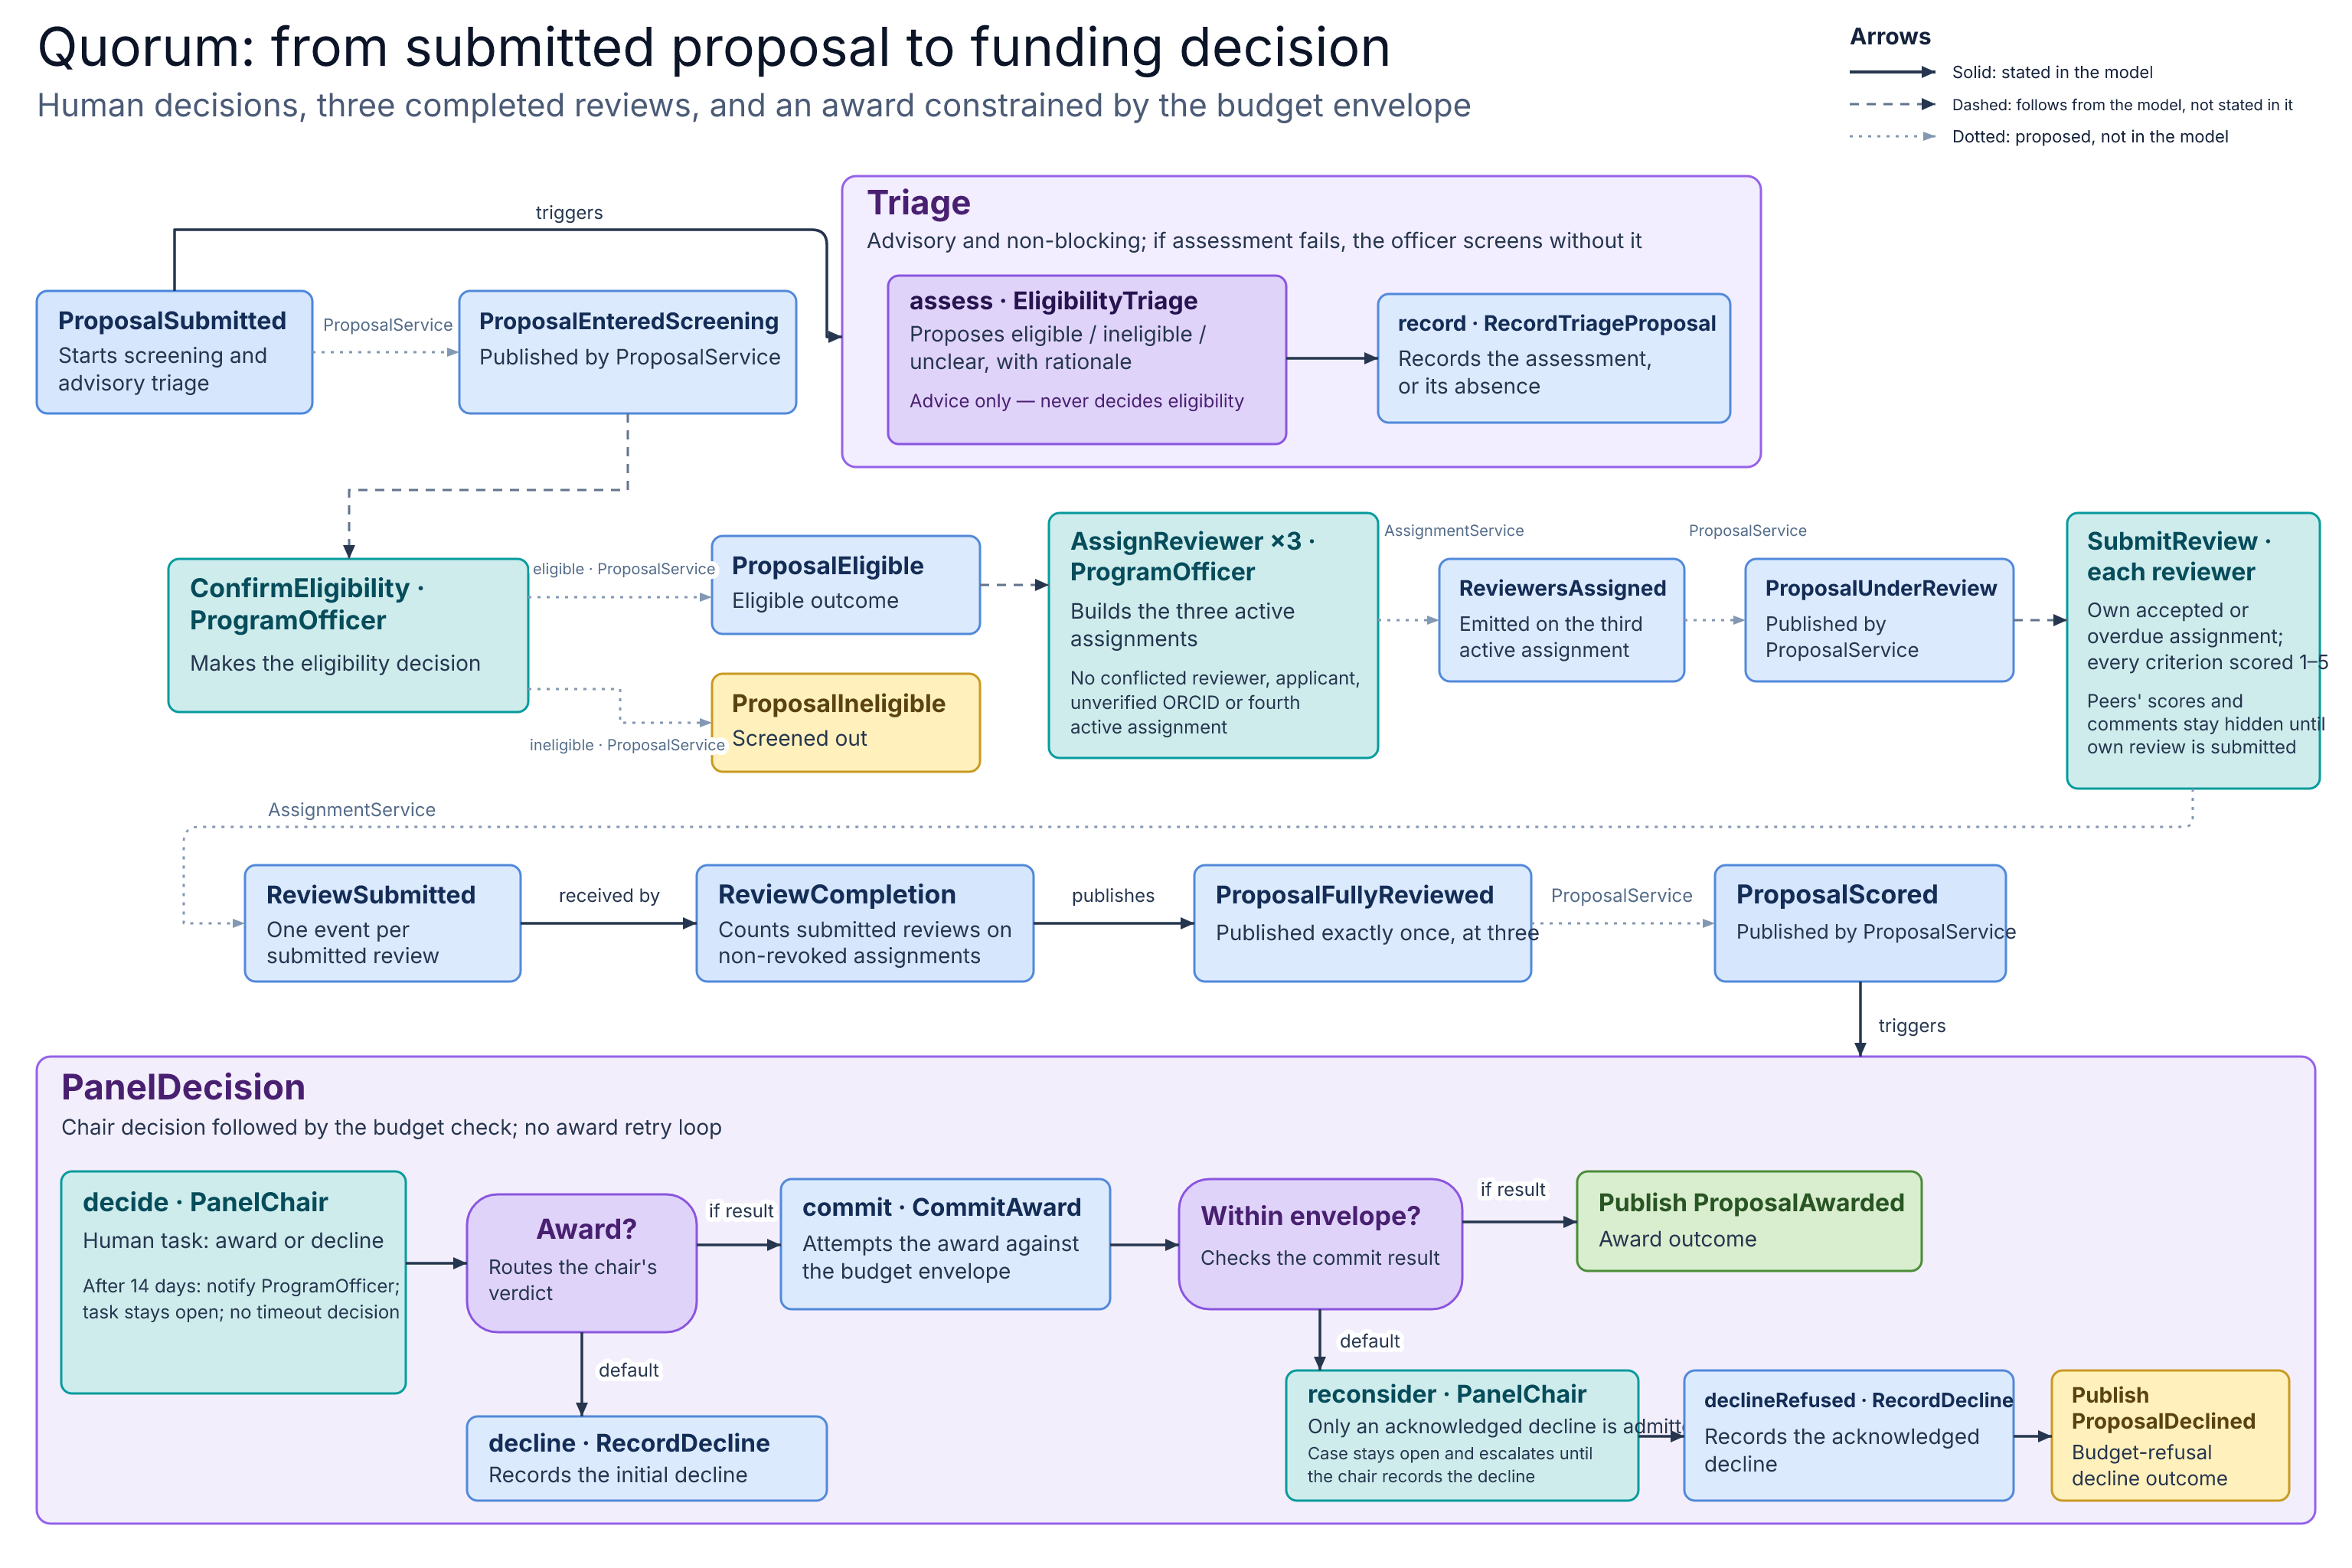 Quorum: from submitted proposal to funding decision
Human decisions, three completed reviews, and an award constrained by the budget envelope
Arrows
Solid: stated in the model
Dashed: follows from the model, not stated in it
Dotted: proposed, not in the model
triggers
ProposalSubmitted
Starts screening and
advisory triage
ProposalService
ProposalEnteredScreening
Published by ProposalService
Triage
Advisory and non-blocking; if assessment fails, the officer screens without it
assess · EligibilityTriage
Proposes eligible / ineligible /
unclear, with rationale
Advice only — never decides eligibility
record · RecordTriageProposal
Records the assessment,
or its absence
ConfirmEligibility ·
ProgramOfficer
Makes the eligibility decision
eligible · ProposalService
ProposalEligible
Eligible outcome
ineligible · ProposalService
ProposalIneligible
Screened out
AssignReviewer ×3 ·
ProgramOfficer
Builds the three active
assignments
No conflicted reviewer, applicant,
unverified ORCID or fourth
active assignment
AssignmentService
ReviewersAssigned
Emitted on the third
active assignment
ProposalService
ProposalUnderReview
Published by
ProposalService
SubmitReview ·
each reviewer
Own accepted or
overdue assignment;
every criterion scored 1–5
Peers' scores and
comments stay hidden until
own review is submitted
AssignmentService
ReviewSubmitted
One event per
submitted review
received by
ReviewCompletion
Counts submitted reviews on
non-revoked assignments
publishes
ProposalFullyReviewed
Published exactly once, at three
ProposalService
ProposalScored
Published by ProposalService
triggers
PanelDecision
Chair decision followed by the budget check; no award retry loop
decide · PanelChair
Human task: award or decline
After 14 days: notify ProgramOfficer;
task stays open; no timeout decision
Award?
Routes the chair's
verdict
if result
commit · CommitAward
Attempts the award against
the budget envelope
Within envelope?
Checks the commit result
if result
Publish ProposalAwarded
Award outcome
default
decline · RecordDecline
Records the initial decline
default
reconsider · PanelChair
Only an acknowledged decline is
Case stays open and escalates until
the chair records the decline
declineRefused · RecordDecline
Records the acknowledged
decline
Publish
ProposalDeclined
Budget-refusal
decline outcome